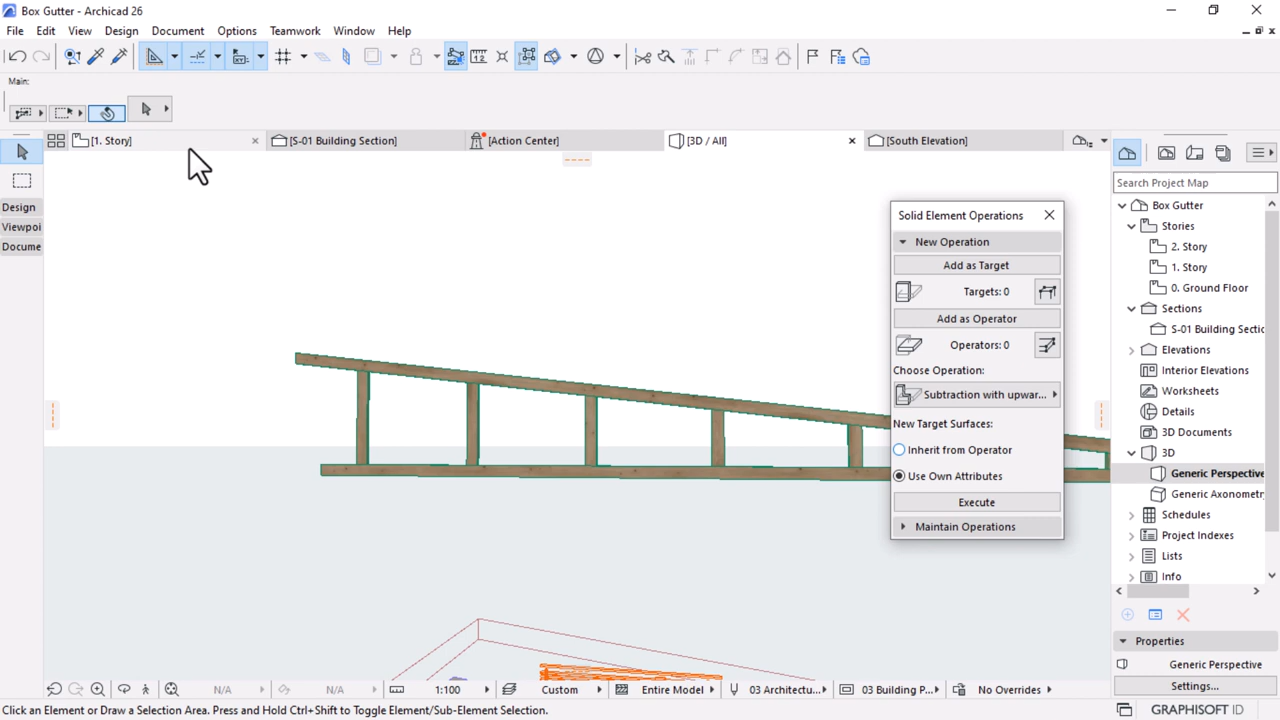 Box Gutter - Archicad 26
File Edit View Design Document Options Teamwork Window Help
Main:
[1. Story] [S-01 Building Section] [Action Center] [3D / All] [South Elevation]
Design
Viewpoi
Docume
Solid Element Operations
New Operation
Add as Target
Targets: 0
Add as Operator
Operators: 0
Choose Operation:
Subtraction with upwar...
New Target Surfaces:
Inherit from Operator
Use Own Attributes
Execute
Maintain Operations
Search Project Map
Box Gutter
Stories
2. Story
1. Story
0. Ground Floor
Sections
S-01 Building Sectio
Elevations
Interior Elevations
Worksheets
Details
3D Documents
3D
Generic Perspective
Generic Axonometr
Schedules
Project Indexes
Lists
Info
Properties
Generic Perspective
Settings...
N/A N/A 1:100 Custom Entire Model 03 Architectu... 03 Building P... No Overrides
Click an Element or Draw a Selection Area. Press and Hold Ctrl+Shift to Toggle Element/Sub-Element Selection.
GRAPHISOFT ID